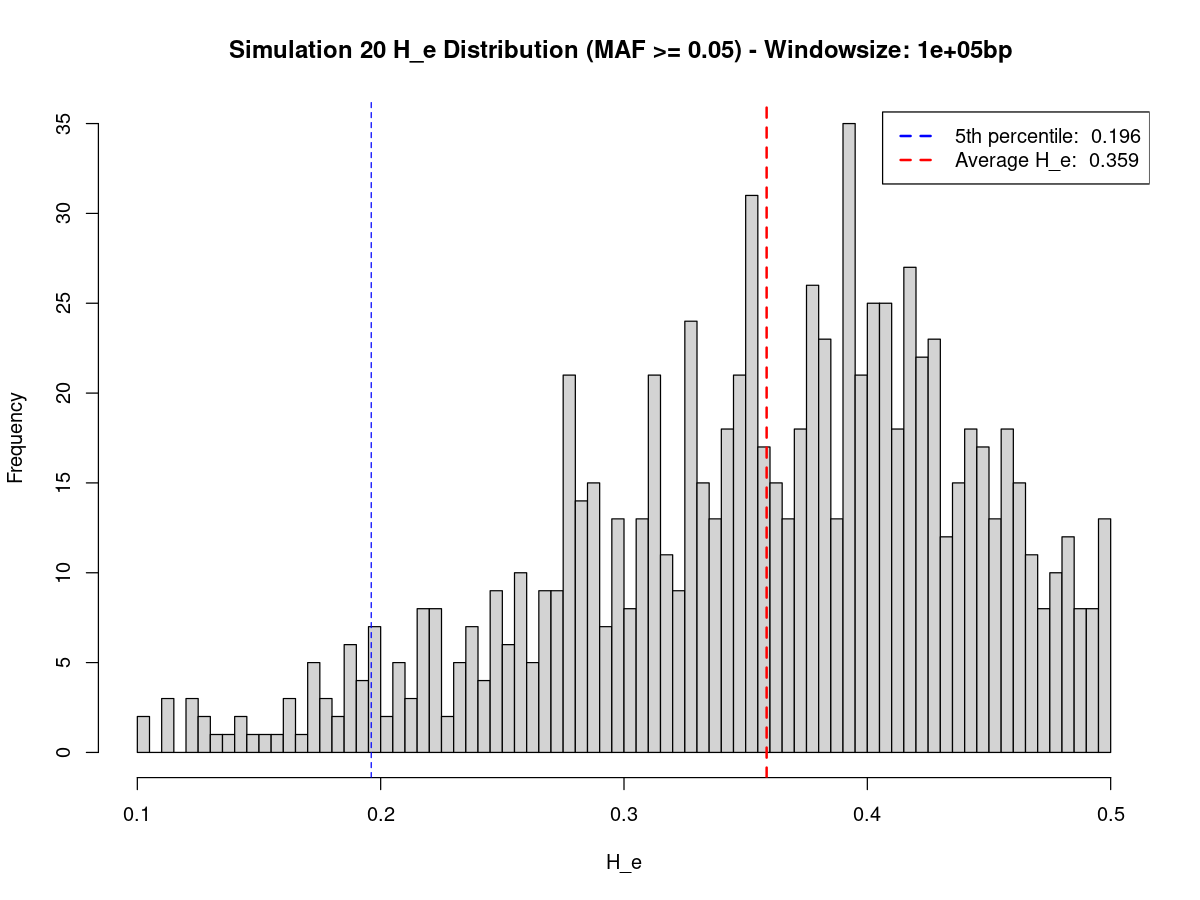 Simulation 20 H_e Distribution (MAF >= 0.05) - Windowsize: 1e+05bp
5th percentile:  0.196
Average H_e:  0.359
Frequency
35
30
25
20
15
10
5
0
0.1 0.2 0.3 0.4 0.5
H_e